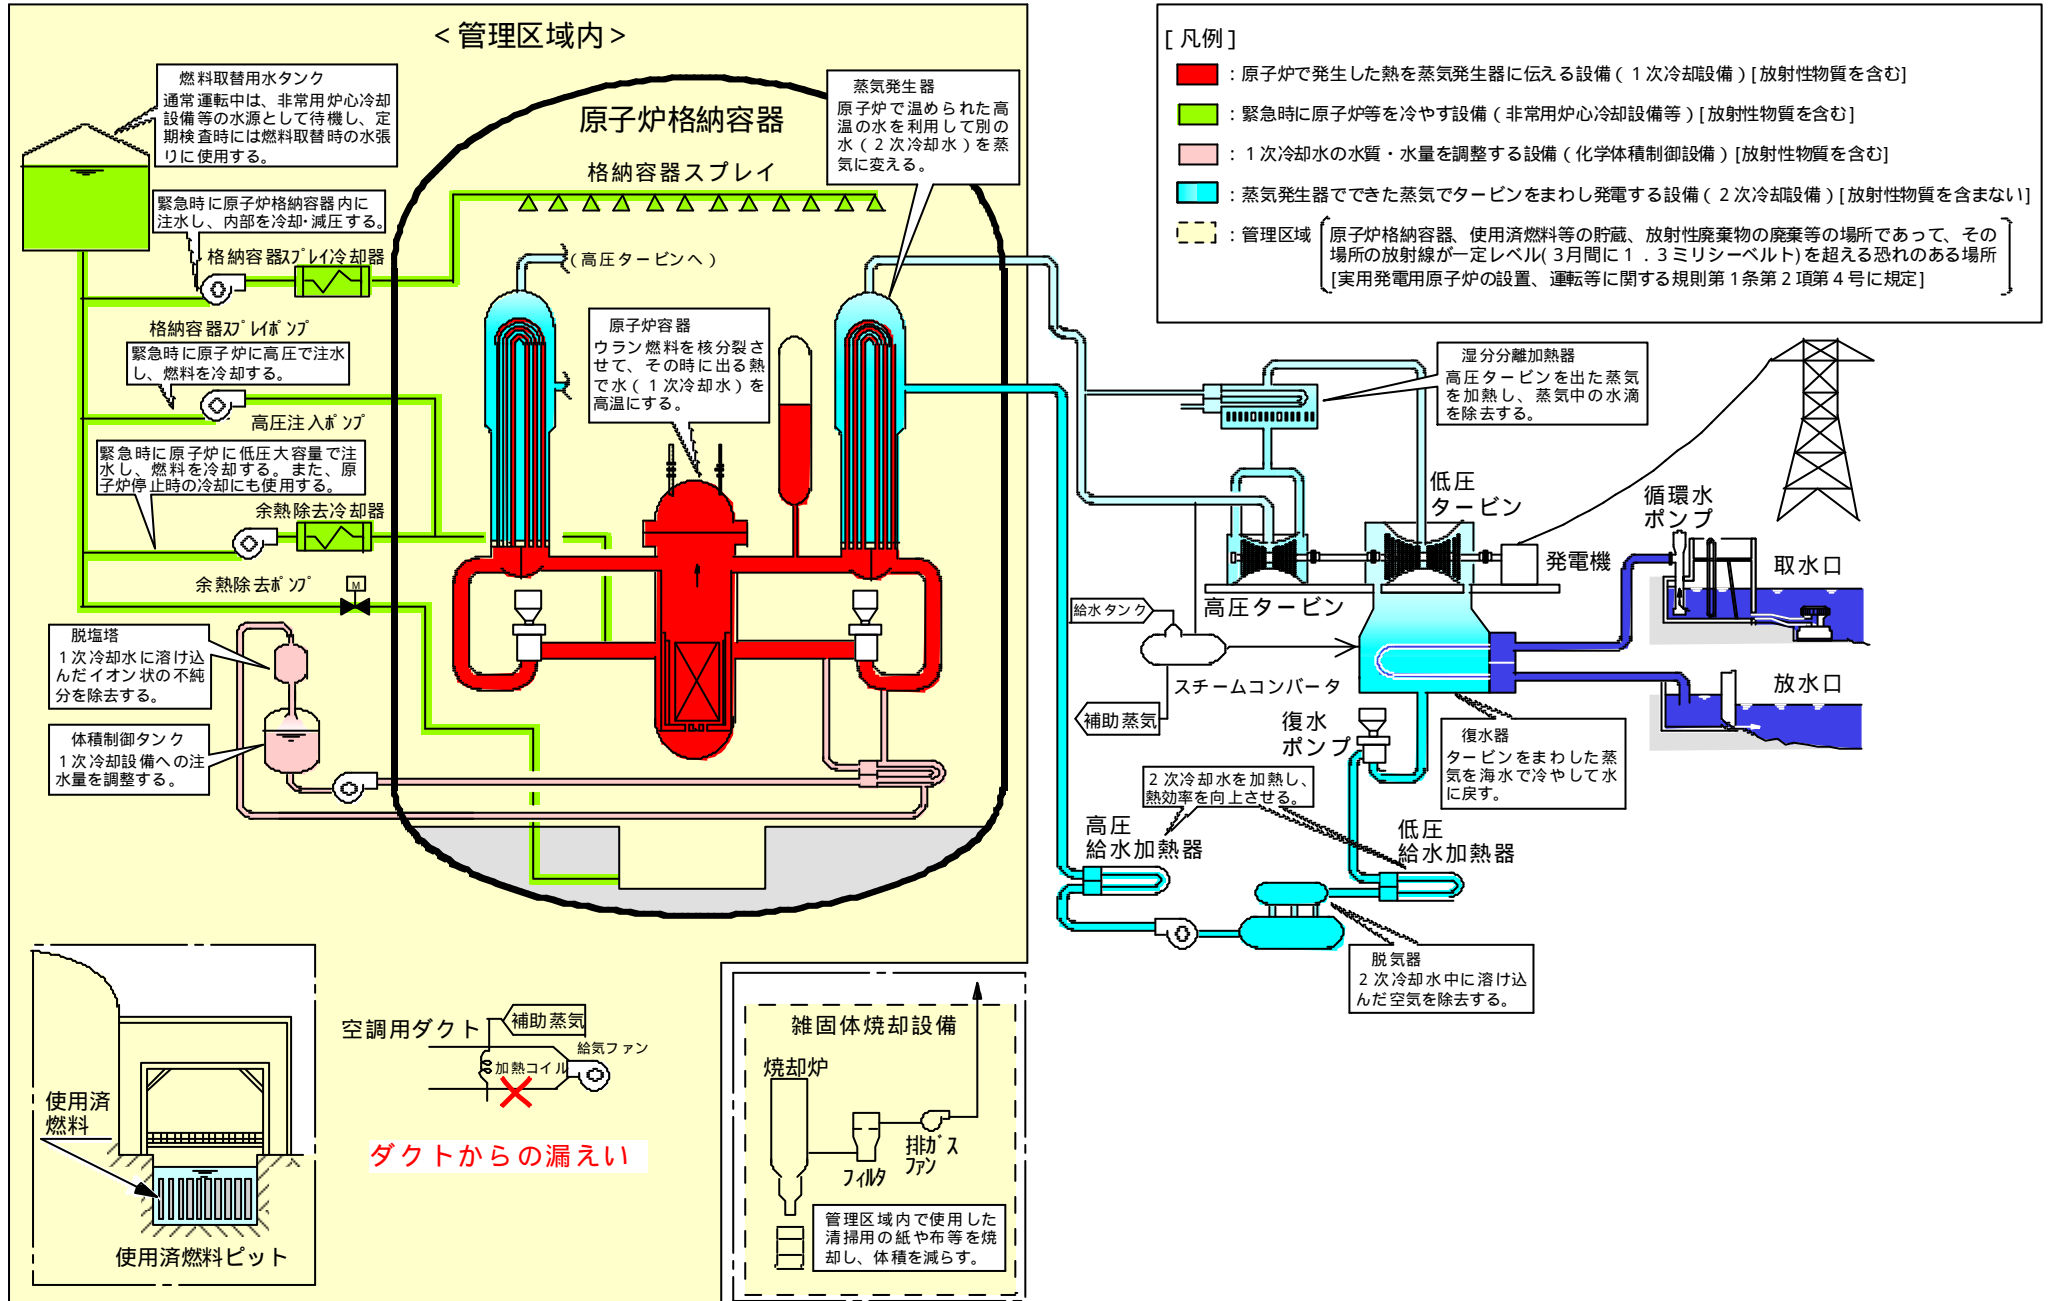 ＜管理区域内＞
燃料取替用水タンク
通常運転中は、非常用炉心冷却
設備等の水源として待機し、定
期検査時には燃料取替時の水張
りに使用する。
原子炉格納容器
蒸気発生器
原子炉で温められた高
温の水を利用して別の
水（２次冷却水）を蒸
気に変える。
格納容器スプレイ
緊急時に原子炉格納容器内に
注水し、内部を冷却・減圧する。
格納容器ｽﾌﾟﾚｲ冷却器
（高圧タービンへ）
格納容器ｽﾌﾟﾚｲﾎﾟﾝﾌﾟ
緊急時に原子炉に高圧で注水
し、燃料を冷却する。
高圧注入ﾎﾟﾝﾌﾟ
原子炉容器
ウラン燃料を核分裂さ
せて、その時に出る熱
で水（１次冷却水）を
高温にする。
緊急時に原子炉に低圧大容量で注
水し、燃料を冷却する。また、原
子炉停止時の冷却にも使用する。
余熱除去冷却器
余熱除去ﾎﾟﾝﾌﾟ
M
脱塩塔
１次冷却水に溶け込
んだイオン状の不純
分を除去する。
体積制御タンク
１次冷却設備への注
水量を調整する。
[凡例]
：原子炉で発生した熱を蒸気発生器に伝える設備（１次冷却設備）[放射性物質を含む]
：緊急時に原子炉等を冷やす設備（非常用炉心冷却設備等）[放射性物質を含む]
：１次冷却水の水質・水量を調整する設備（化学体積制御設備）[放射性物質を含む]
：蒸気発生器でできた蒸気でタービンをまわし発電する設備（２次冷却設備）[放射性物質を含まない]
：管理区域
原子炉格納容器、使用済燃料等の貯蔵、放射性廃棄物の廃棄等の場所であって、その
場所の放射線が一定レベル(３月間に１．３ミリシーベルト)を超える恐れのある場所
[実用発電用原子炉の設置、運転等に関する規則第１条第２項第４号に規定]
湿分分離加熱器
高圧タービンを出た蒸気
を加熱し、蒸気中の水滴
を除去する。
低圧
タービン
循環水
ポンプ
発電機
取水口
高圧タービン
給水タンク
スチームコンバータ
補助蒸気
放水口
復水
ポンプ
復水器
タービンをまわした蒸
気を海水で冷やして水
に戻す。
２次冷却水を加熱し、
熱効率を向上させる。
高圧
給水加熱器
低圧
給水加熱器
脱気器
２次冷却水中に溶け込
んだ空気を除去する。
使用済
燃料
使用済燃料ピット
空調用ダクト
補助蒸気
給気ファン
加熱コイル
ダクトからの漏えい
雑固体焼却設備
焼却炉
ﾌｨﾙﾀ
排ｶﾞｽ
ﾌｧﾝ
管理区域内で使用した
清掃用の紙や布等を焼
却し、体積を減らす。